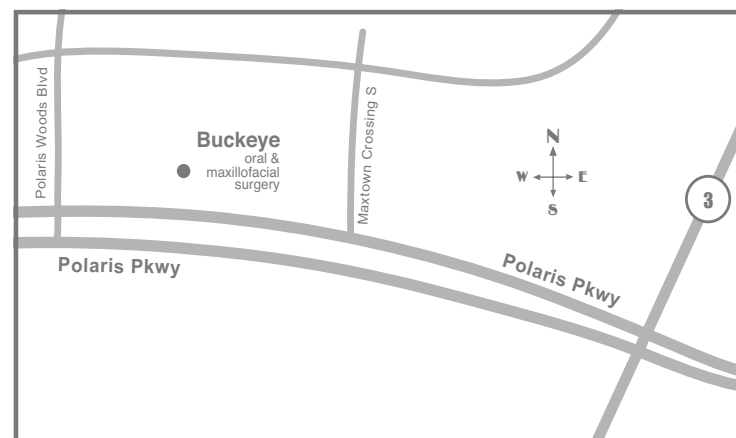 Polaris Woods Blvd
Buckeye
oral &
maxillofacial
surgery
Maxtown Crossing S
N
W E
S
3
Polaris Pkwy
Polaris Pkwy